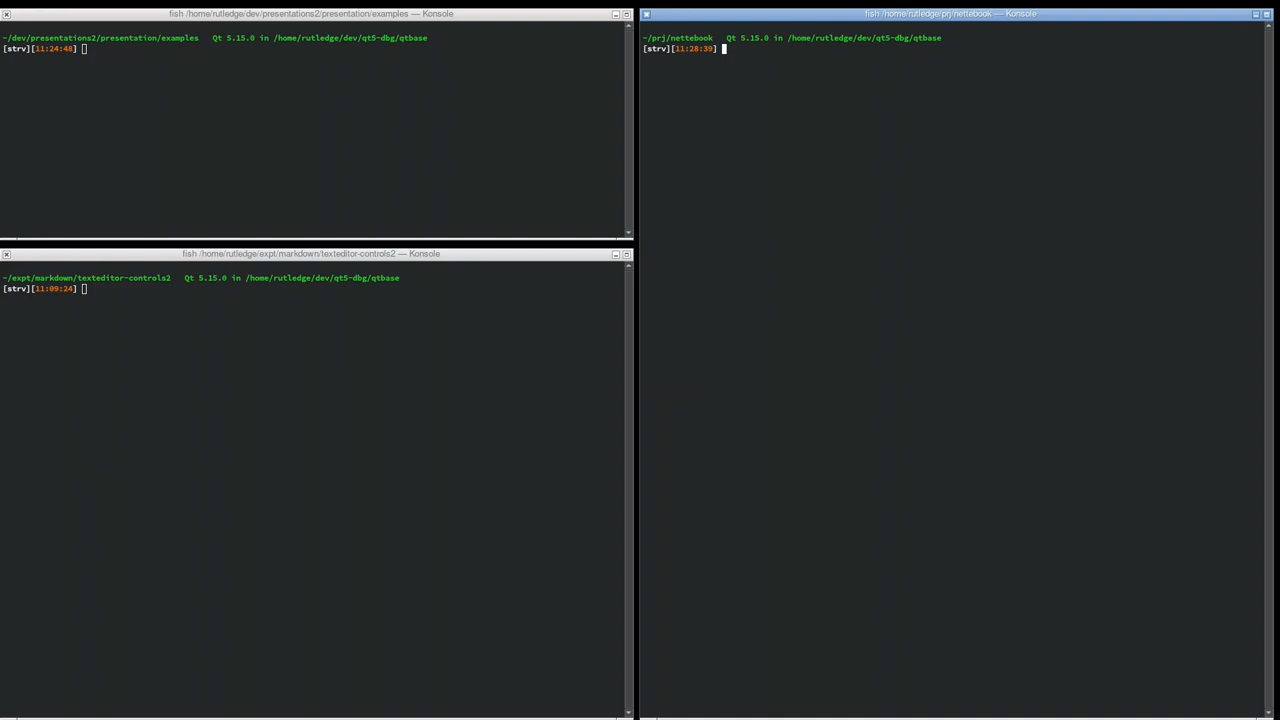 fish /home/rutledge/dev/presentations2/presentation/examples — Konsole
~/dev/presentations2/presentation/examples   Qt 5.15.0 in /home/rutledge/dev/qt5-dbg/qtbase
[strv][11:24:48]
fish /home/rutledge/expt/markdown/texteditor-controls2 — Konsole
~/expt/markdown/texteditor-controls2   Qt 5.15.0 in /home/rutledge/dev/qt5-dbg/qtbase
[strv][11:09:24]
fish /home/rutledge/prj/nettebook — Konsole
~/prj/nettebook   Qt 5.15.0 in /home/rutledge/dev/qt5-dbg/qtbase
[strv][11:28:39]